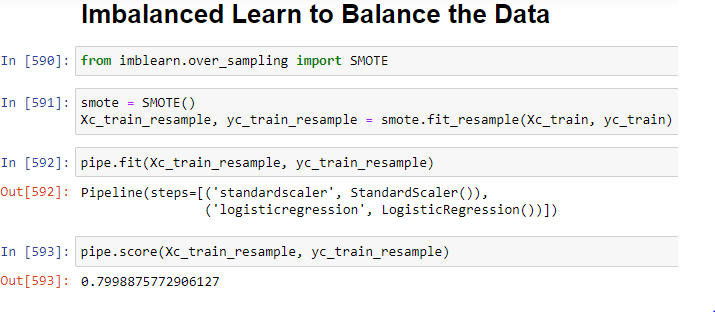 Imbalanced Learn to Balance the Data
In [590]: from imblearn.over_sampling import SMOTE
In [591]: smote = SMOTE()
Xc_train_resample, yc_train_resample = smote.fit_resample(Xc_train, yc_train)
In [592]: pipe.fit(Xc_train_resample, yc_train_resample)
Out[592]: Pipeline(steps=[('standardscaler', StandardScaler()),
('logisticregression', LogisticRegression())])
In [593]: pipe.score(Xc_train_resample, yc_train_resample)
Out[593]: 0.7998875772906127